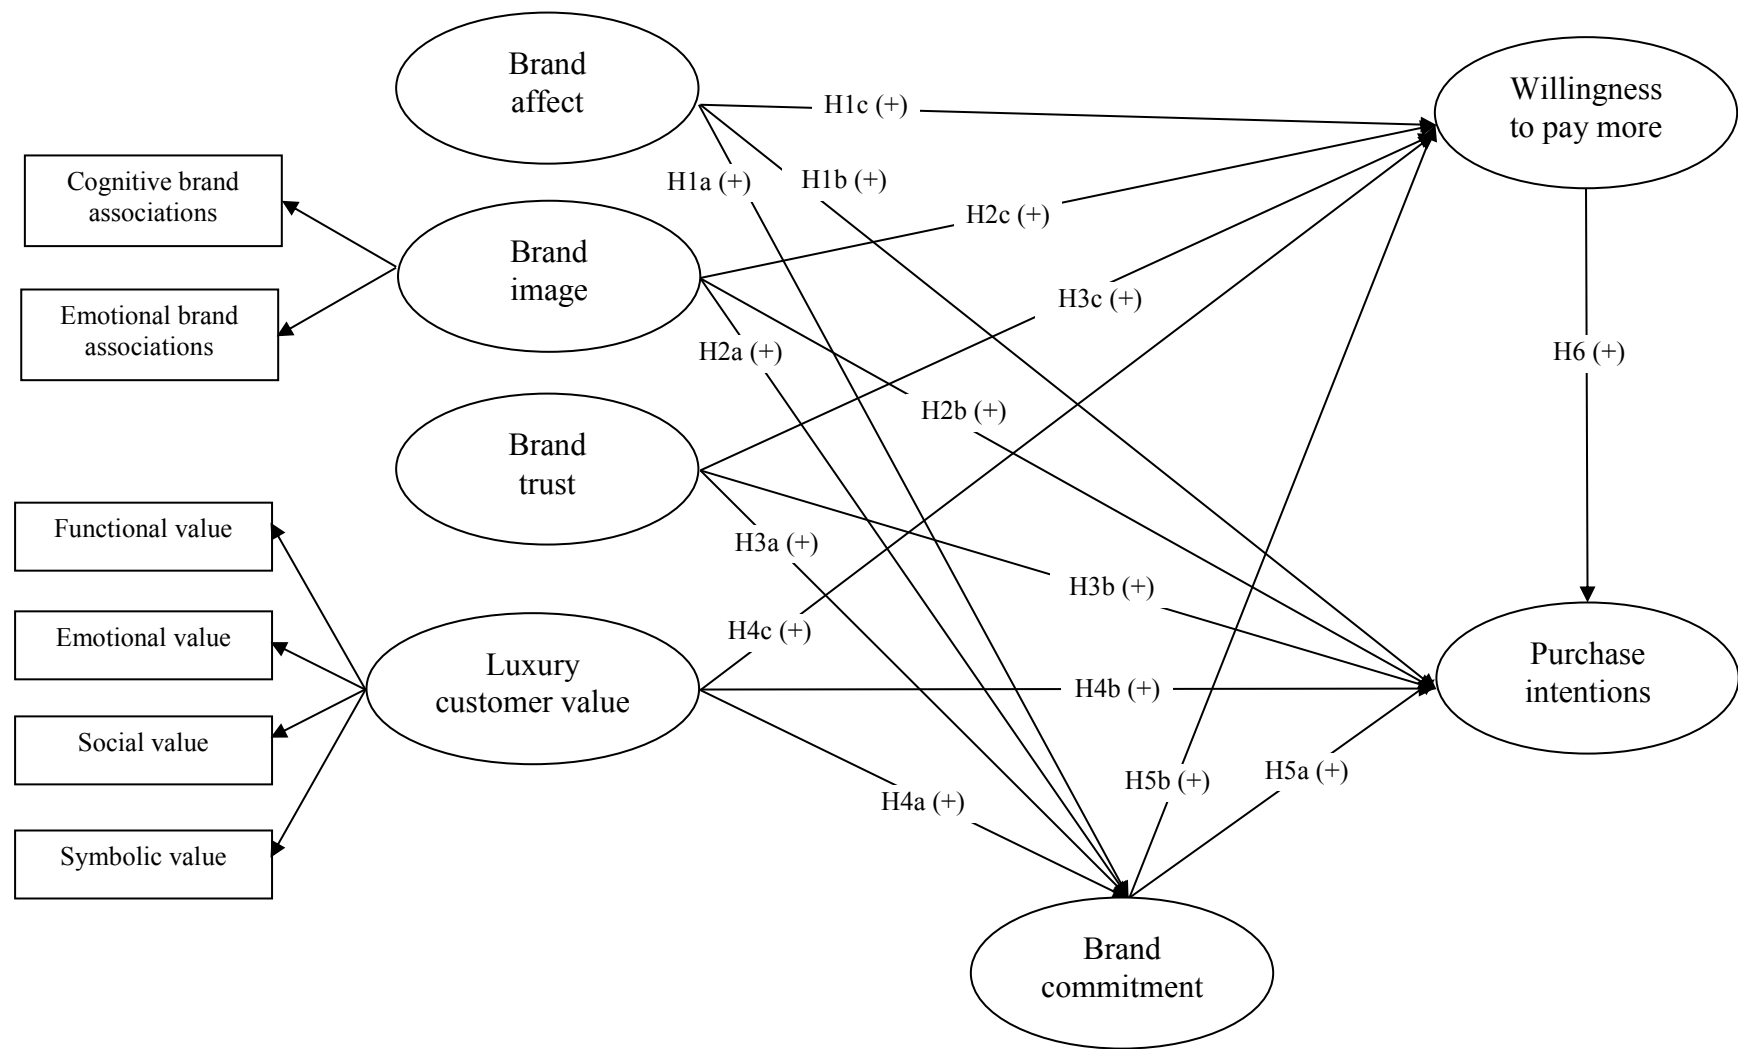 Brand
affect
Willingness
to pay more
H1c (+)
Cognitive brand
associations
H1a (+)
H1b (+)
H2c (+)
Brand
image
H3c (+)
Emotional brand
associations
H2a (+)
H6 (+)
H2b (+)
Brand
trust
Functional value
H3a (+)
H3b (+)
Emotional value
H4c (+)
Luxury
customer value
H4b (+)
Purchase
intentions
Social value
H5b (+)
H5a (+)
H4a (+)
Symbolic value
Brand
commitment